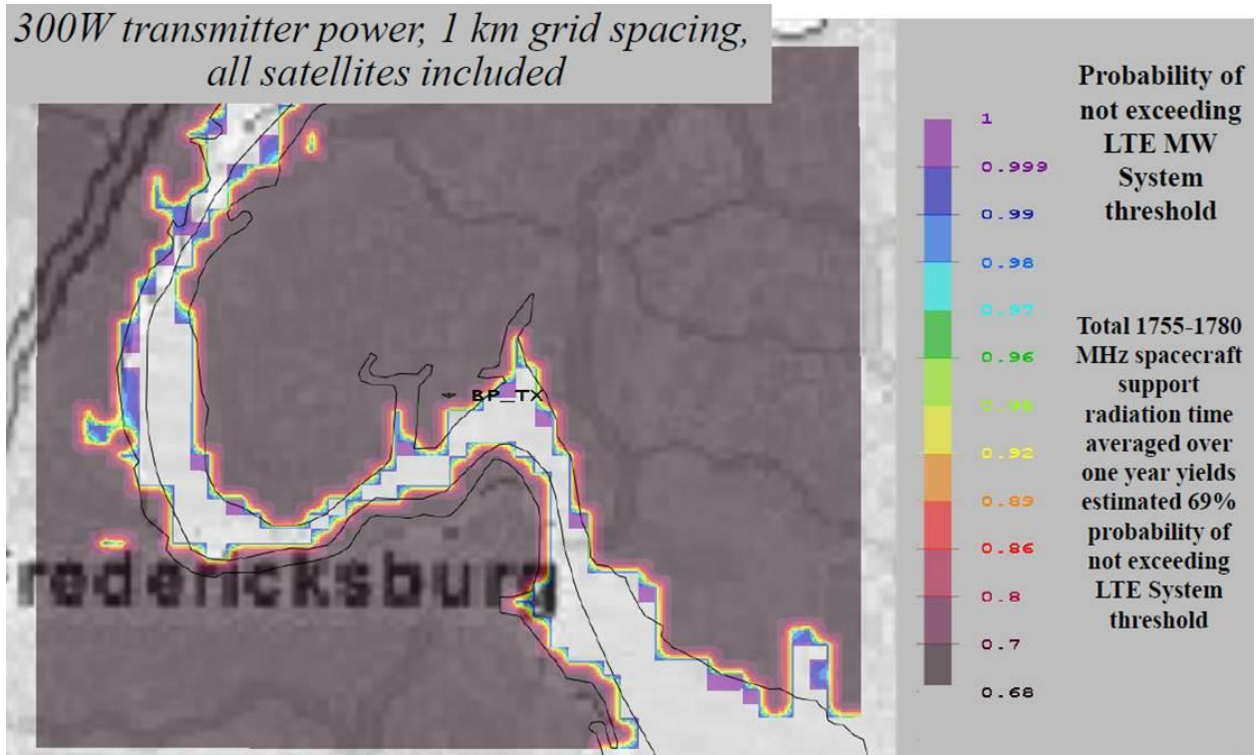 300W transmitter power, 1 km grid spacing,
all satellites included
Probability of
not exceeding
LTE MW
System
threshold
1
0.999
0.99
0.98
0.97
0.96
0.95
0.92
0.89
0.86
0.8
0.7
0.68
Total 1755-1780
MHz spacecraft
support
radiation time
averaged over
one year yields
estimated 69%
probability of
not exceeding
LTE System
threshold
BP_TX
redericksburg